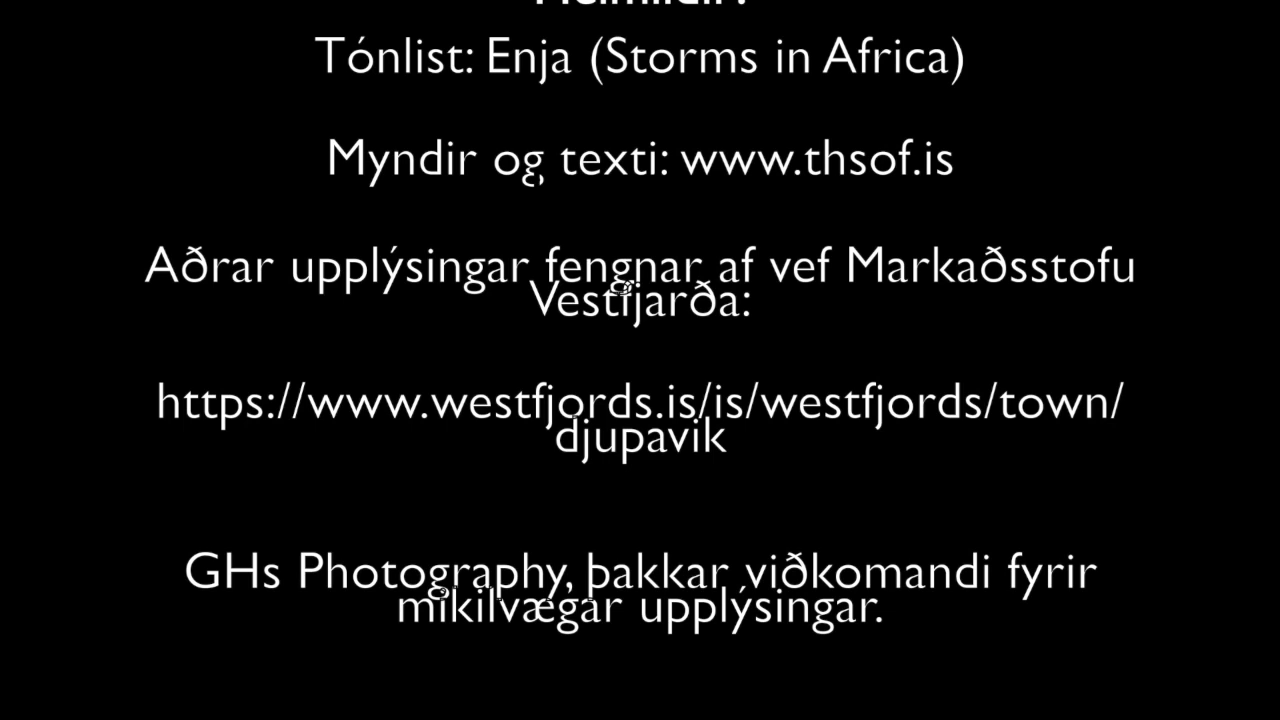 Tónlist: Enja (Storms in Africa)
Myndir og texti: www.thsof.is
Aðrar upplýsingar fengnar af vef Markaðsstofu
Vestfjarða:
https://www.westfjords.is/is/westfjords/town/
djupavik
GHs Photography, þakkar viðkomandi fyrir
mikilvægar upplýsingar.